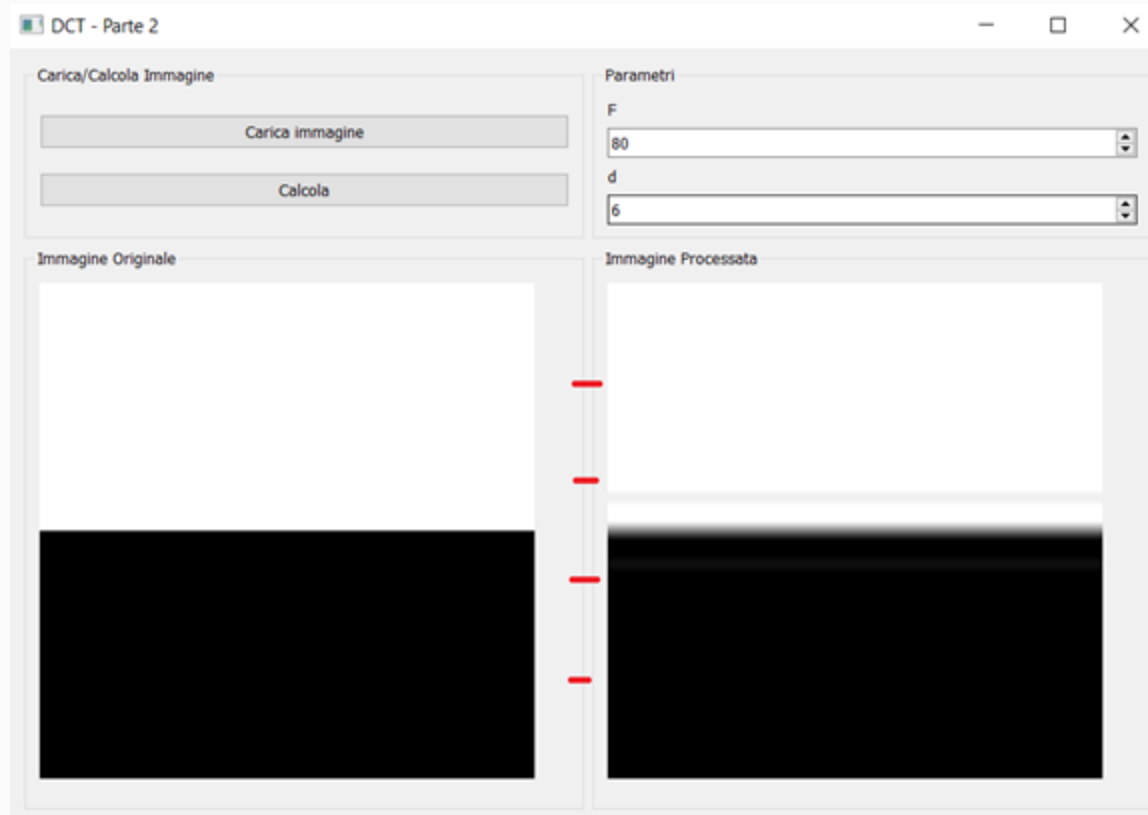 DCT - Parte 2
Carica/Calcola Immagine
Carica immagine
Calcola
Parametri
F
80
d
6
Immagine Originale
Immagine Processata